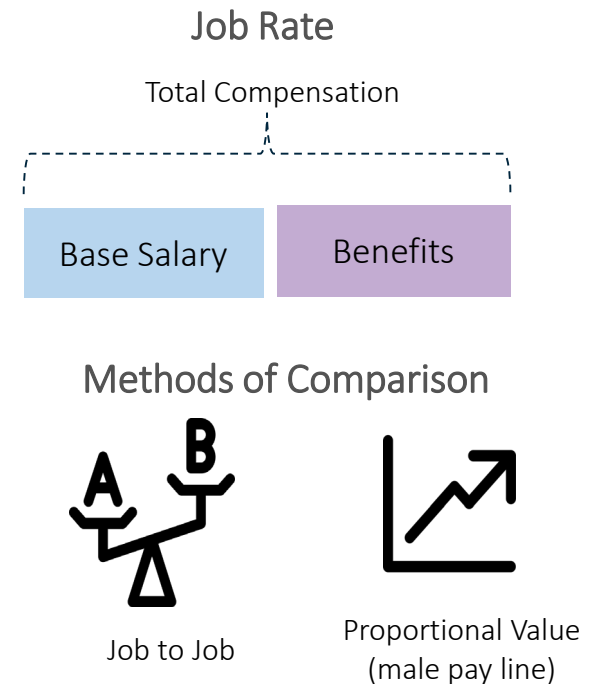 Job Rate
Total Compensation
Base Salary
Benefits
Methods of Comparison
A
B
Job to Job
Proportional Value
(male pay line)